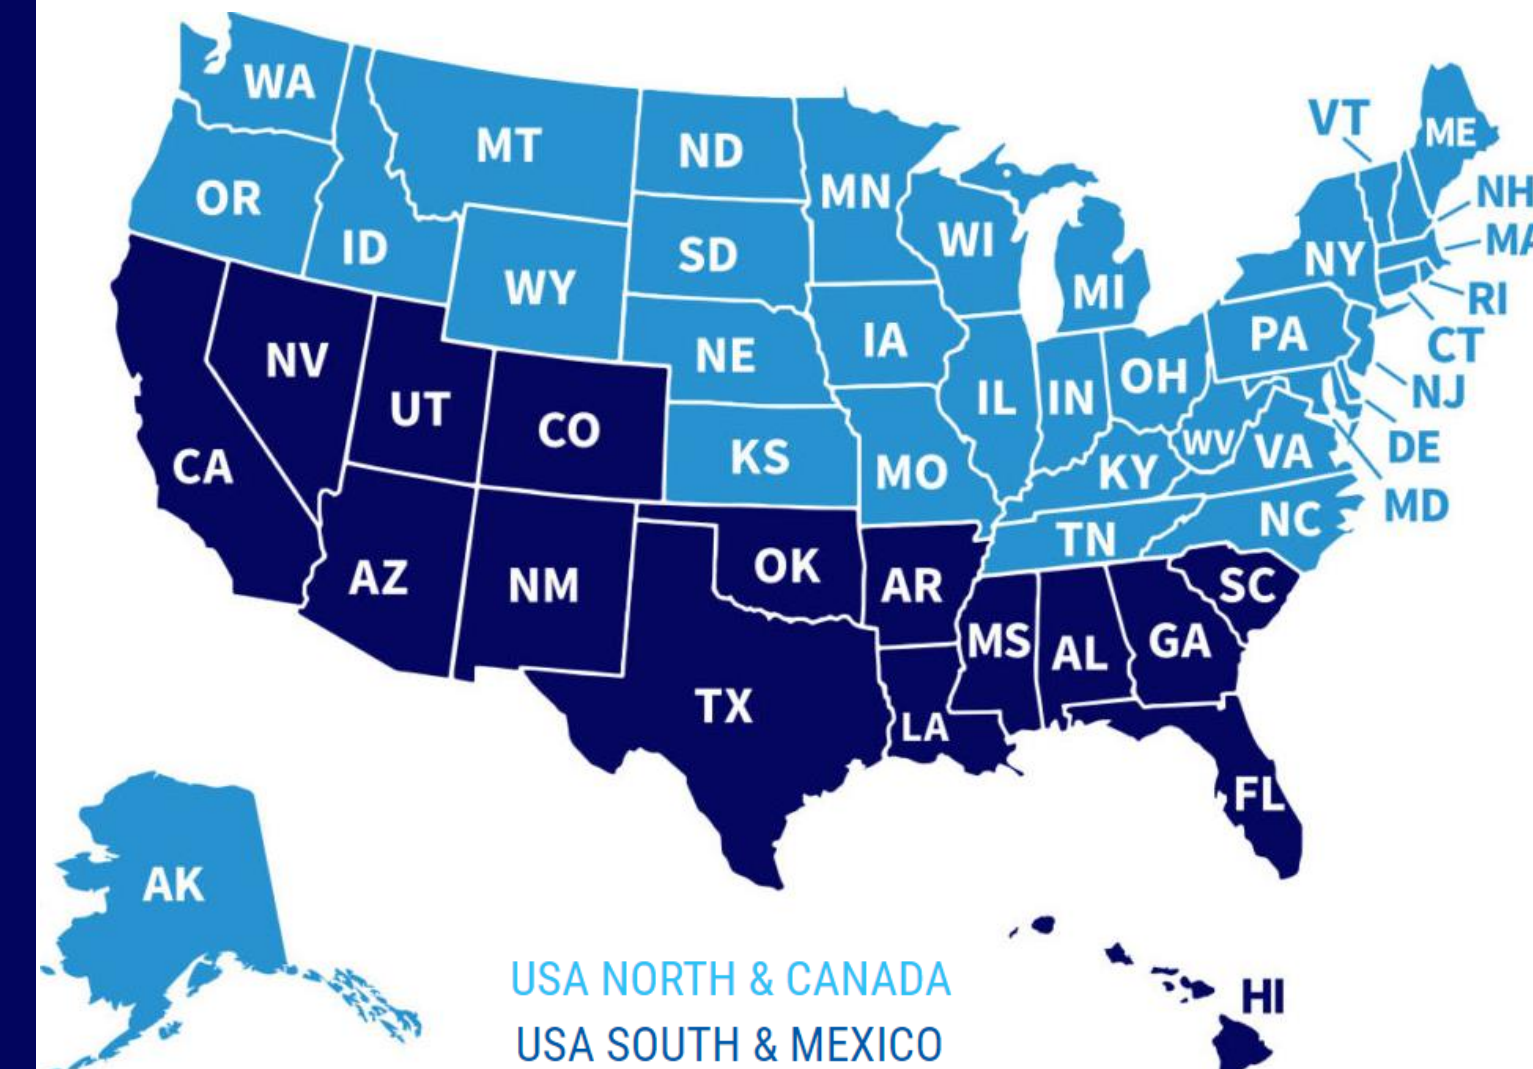 WA
MT
ND
MN
VT
ME
OR
ID
WY
SD
WI
MI
NY
NH
MA
RI
CT
NJ
DE
MD
NV
UT
CO
NE
IA
IL
IN
OH
PA
CA
KS
MO
KY
WV
VA
AZ
NM
OK
AR
TN
NC
TX
LA
MS
AL
GA
SC
FL
AK
HI
USA NORTH & CANADA
USA SOUTH & MEXICO